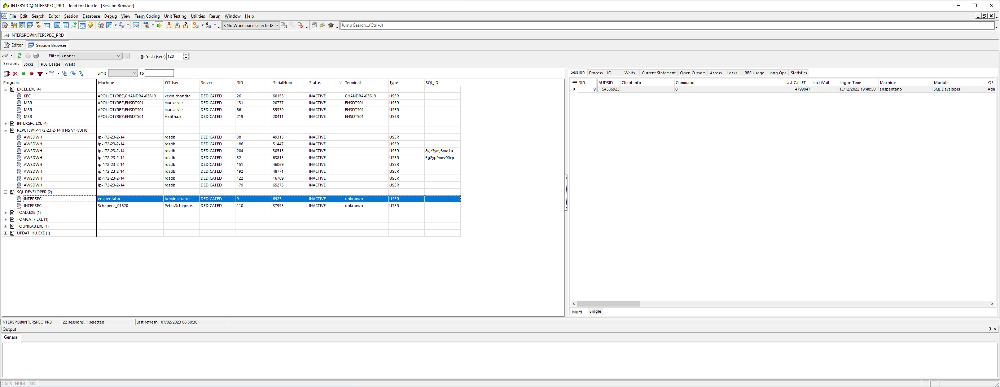 INTERSPC@INTERSPEC_PRD - Toad for Oracle - [Session Browser]
File Edit Search Editor Session Database Debug View Team Coding Unit Testing Utilities Rerun Window Help
<No Workspace selected> Jump Search...(Ctrl+J)
INTERSPC@INTERSPEC_PRD
Editor Session Browser
Filter: <none> ... Refresh (secs) 120
Sessions Locks RBS Usage Waits
Limit to
Program Machine OSUser Server SID SerialNum Status Terminal Type SQL_ID
EXCEL.EXE (4)
KEC APOLLOTYRES\CHANDRA-03619 kevin.chandra DEDICATED 26 60155 INACTIVE CHANDRA-03619 USER
MSR APOLLOTYRES\ENSDTS01 mariselvi.r DEDICATED 131 20777 INACTIVE ENSDTS01 USER
MSR APOLLOTYRES\ENSDTS01 mariselvi.r DEDICATED 86 35339 INACTIVE ENSDTS01 USER
MSR APOLLOTYRES\ENSDTS01 Haritha.k DEDICATED 219 20411 INACTIVE ENSDTS01 USER
INTERSPC.EXE (4)
REPCTL@IP-172-23-2-14 (TNS V1-V3) (8)
AWSDWH ip-172-23-2-14 rdsdb DEDICATED 38 49315 INACTIVE USER
AWSDWH ip-172-23-2-14 rdsdb DEDICATED 186 51447 INACTIVE USER
AWSDWH ip-172-23-2-14 rdsdb DEDICATED 204 30515 INACTIVE USER 8vjz3ymj6mq1u
AWSDWH ip-172-23-2-14 rdsdb DEDICATED 32 63813 INACTIVE USER 6g2yp9mvv00xp
AWSDWH ip-172-23-2-14 rdsdb DEDICATED 151 46069 INACTIVE USER
AWSDWH ip-172-23-2-14 rdsdb DEDICATED 192 48771 INACTIVE USER
AWSDWH ip-172-23-2-14 rdsdb DEDICATED 122 16789 INACTIVE USER
AWSDWH ip-172-23-2-14 rdsdb DEDICATED 179 65275 INACTIVE USER
SQL DEVELOPER (2)
INTERSPC enspentaho Administrator DEDICATED 9 6923 INACTIVE unknown USER
INTERSPC Schepens_01820 Peter.Schepens DEDICATED 110 37995 INACTIVE unknown USER
TOAD.EXE (1)
TOMCAT7.EXE (1)
TOUNILAB.EXE (1)
UPDAT_HU.EXE (1)
Session Process IO Waits Current Statement Open Cursors Access Locks RBS Usage Long Ops Statistics
SID AUDSID Client Info Command Last Call ET LockWait Logon Time Machine Module OS
9 54536923 0 4799047 13/12/2022 19:48:50 enspentaho SQL Developer Adm
Multi Single
INTERSPC@INTERSPEC_PRD 22 sessions, 1 selected Last refresh 07/02/2023 08:50:38
Output
General
CAPS NUM INS